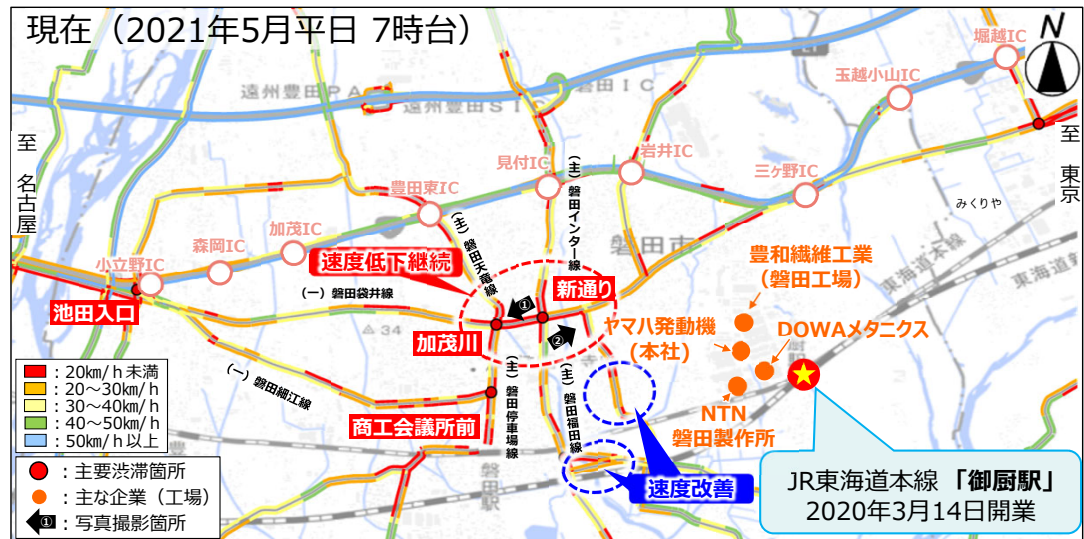 現在（2021年5月平日 7時台）
N
堀越IC
玉越小山IC
遠州豊田PA
遠州豊田SIC
磐田IC
至 名古屋
至 東京
見付IC
岩井IC
三ヶ野IC
みくりや
豊田東IC
加茂IC
森岡IC
小立野IC
（主）磐田インター線
（主）磐田天竜線
磐田市
東海道本線
東海道新
速度低下継続
（一）磐田袋井線
新通り
①
②
池田入口
34
加茂川
豊和繊維工業
（磐田工場）
ヤマハ発動機
(本社)
DOWAメタニクス
NTN
磐田製作所
（一）磐田細江線
（主）磐田停車場線
（主）磐田福田線
商工会議所前
磐田駅
速度改善
：20km/h未満
：20～30km/h
：30～40km/h
：40～50km/h
：50km/h以上
：主要渋滞箇所
：主な企業（工場）
①：写真撮影箇所
JR東海道本線 「御厨駅」
2020年3月14日開業